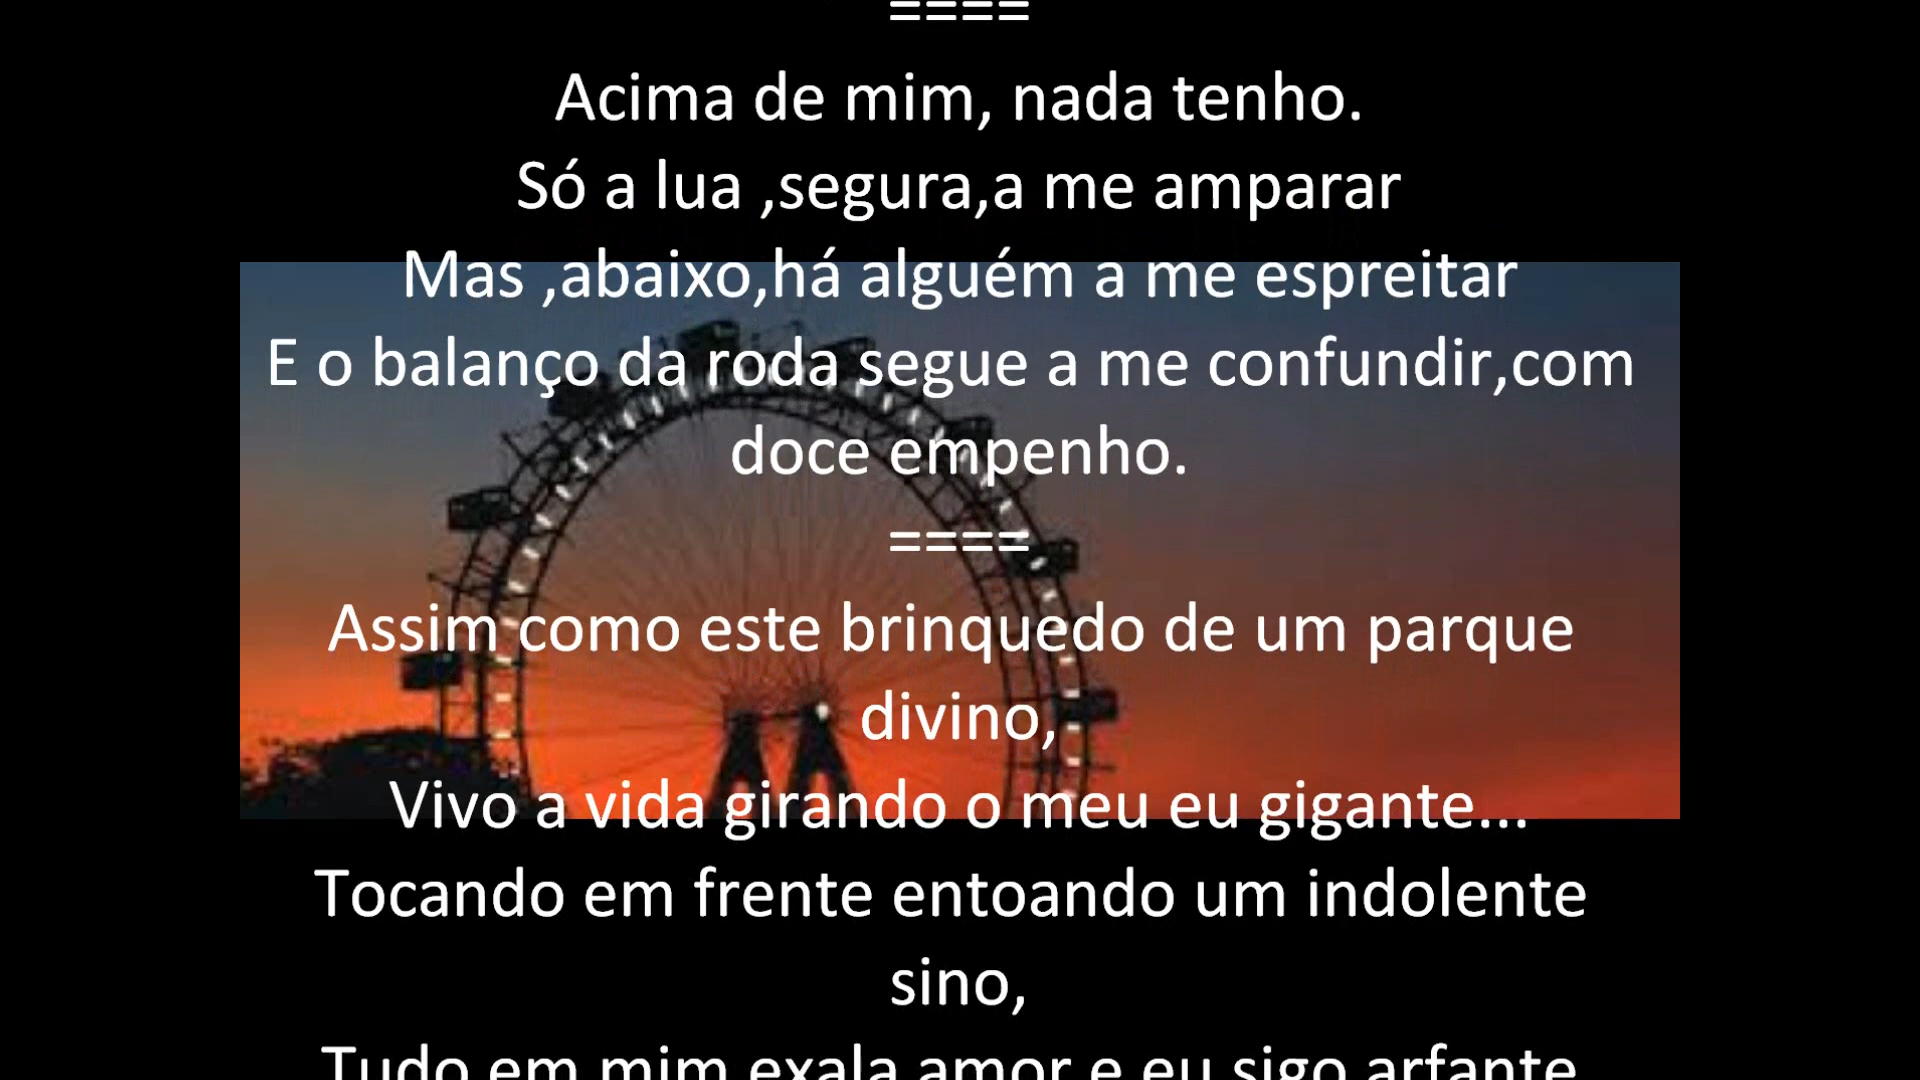 ====
Acima de mim, nada tenho.
Só a lua ,segura,a me amparar
Mas ,abaixo,há alguém a me espreitar
E o balanço da roda segue a me confundir,com
doce empenho.
====
Assim como este brinquedo de um parque
divino,
Vivo a vida girando o meu eu gigante...
Tocando em frente entoando um indolente
sino,
Tudo em mim exala amor e eu sigo arfante